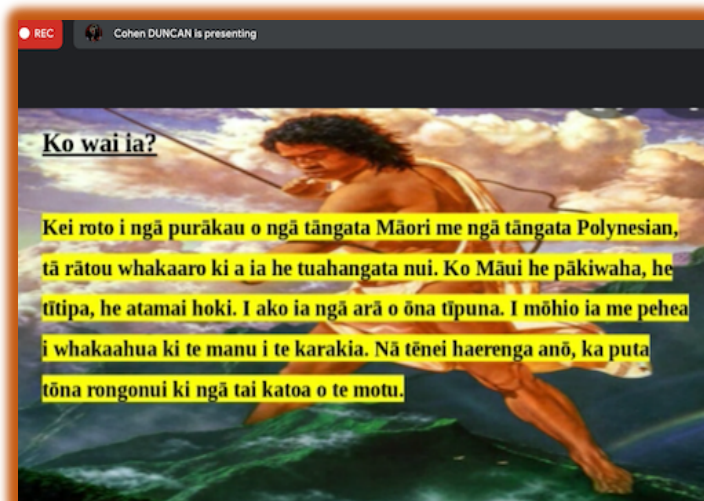 REC
Cohen DUNCAN is presenting
Ko wai ia?
Kei roto i ngā purākau o ngā tāngata Māori me ngā tāngata Polynesian,
tā rātou whakaaro ki a ia he tuahangata nui. Ko Māui he pākiwaha, he
tītipa, he atamai hoki. I ako ia ngā arā o ōna tīpuna. I mōhio ia me pehea
i whakaahua ki te manu i te karakia. Nā tēnei haerenga anō, ka puta
tōna rongonui ki ngā tai katoa o te motu.